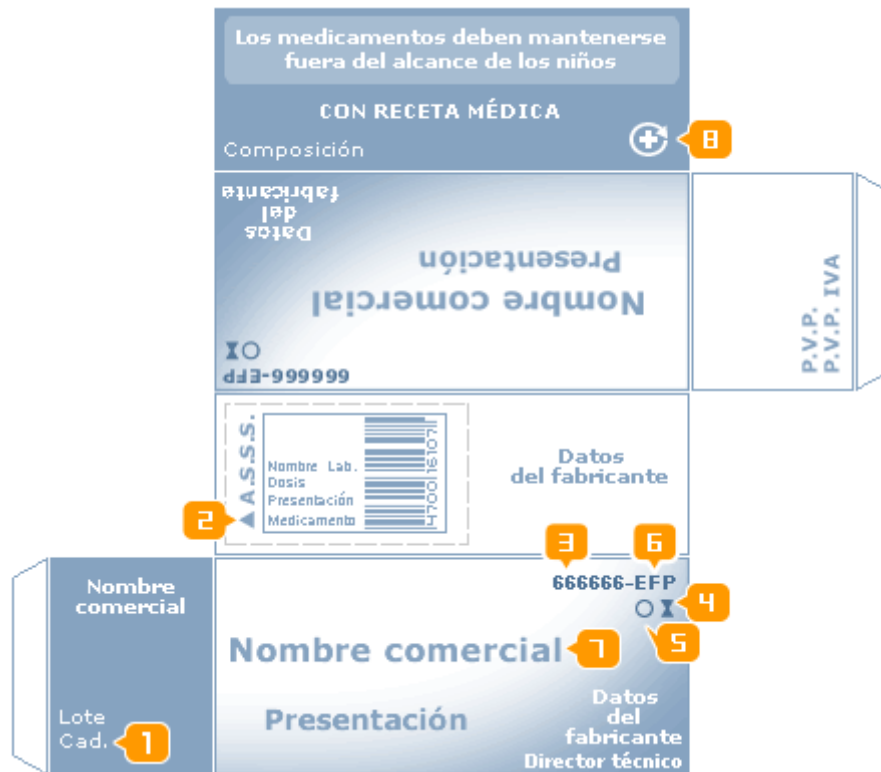 Los medicamentos deben mantenerse
fuera del alcance de los niños
CON RECETA MÉDICA
Composición
8
666666-EFP
Nombre comercial
Presentación
Datos
del
fabricante
P.V.P.
P.V.P. IVA
A.S.S.S.
Nombre Lab.
Dosis
Presentación
Medicamento
Datos
del fabricante
2
3
6
666666-EFP
4
5
Nombre comercial
7
Presentación
Datos
del
fabricante
Director técnico
Nombre
comercial
Lote
Cad.
1